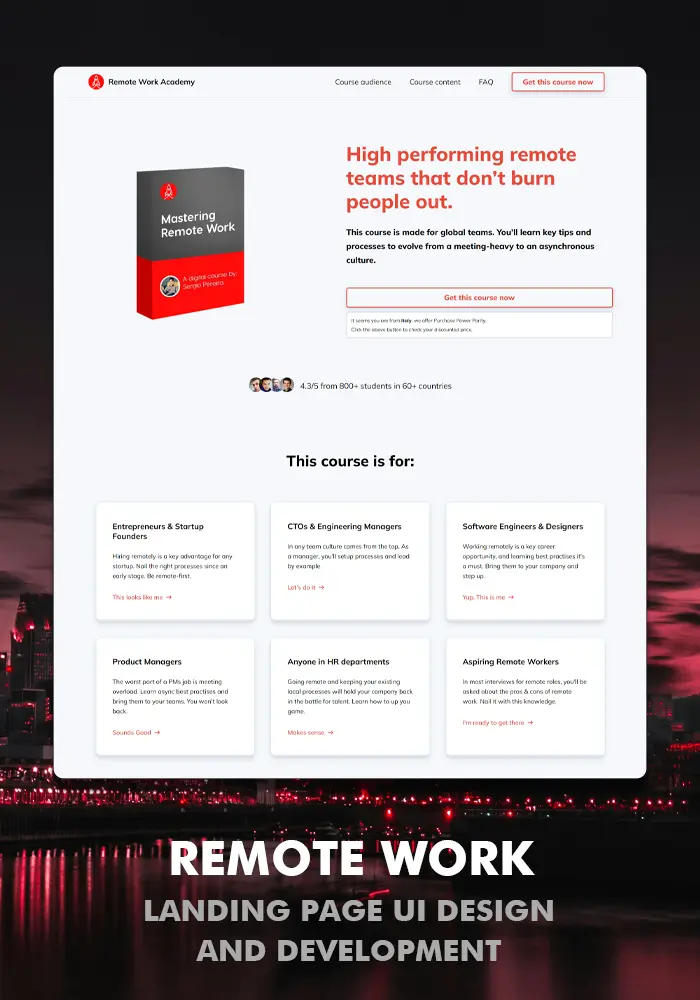 Remote Work Academy
Course audience
Course content
FAQ
Get this course now
Mastering
Remote Work
A digital course by:
Sergio Pereira
High performing remote
teams that don't burn
people out.
This course is made for global teams. You'll learn key tips and
processes to evolve from a meeting-heavy to an asynchronous
culture.
Get this course now
It seems you are from Italy, we offer Purchase Power Parity.
Click the above button to check your discounted price.
4.3/5 from 800+ students in 60+ countries
This course is for:
Entrepreneurs & Startup
Founders
Hiring remotely is a key advantage for any
startup. Nail the right processes since an
early stage. Be remote-first.
This looks like me →
CTOs & Engineering Managers
In any team culture comes from the top. As
a manager, you'll setup processes and lead
by example
Let's do it →
Software Engineers & Designers
Working remotely is a key career
opportunity, and learning best practises it's
a must. Bring them to your company and
step up.
Yup. This is me →
Product Managers
The worst part of a PMs job is meeting
overload. Learn async best practises and
bring them to your teams. You won't look
back.
Sounds Good →
Anyone in HR departments
Going remote and keeping your existing
local processes will hold your company back
in the battle for talent. Learn how to up you
game.
Makes sense →
Aspiring Remote Workers
In most interviews for remote roles, you'll be
asked about the pros & cons of remote
work. Nail it with this knowledge.
I'm ready to get there →
REMOTE WORK
LANDING PAGE UI DESIGN
AND DEVELOPMENT